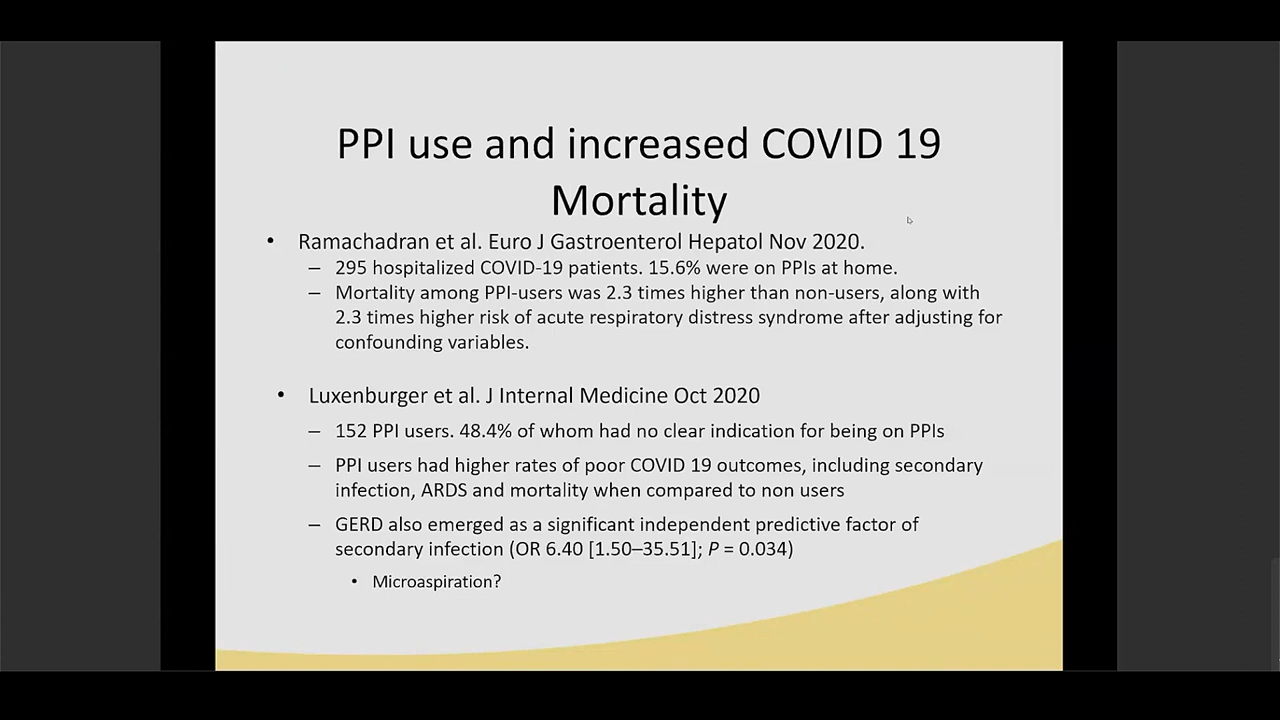 PPI use and increased COVID 19
Mortality
• Ramachadran et al. Euro J Gastroenterol Hepatol Nov 2020.
– 295 hospitalized COVID-19 patients. 15.6% were on PPIs at home.
– Mortality among PPI-users was 2.3 times higher than non-users, along with
2.3 times higher risk of acute respiratory distress syndrome after adjusting for
confounding variables.
• Luxenburger et al. J Internal Medicine Oct 2020
– 152 PPI users. 48.4% of whom had no clear indication for being on PPIs
– PPI users had higher rates of poor COVID 19 outcomes, including secondary
infection, ARDS and mortality when compared to non users
– GERD also emerged as a significant independent predictive factor of
secondary infection (OR 6.40 [1.50–35.51]; P = 0.034)
• Microaspiration?